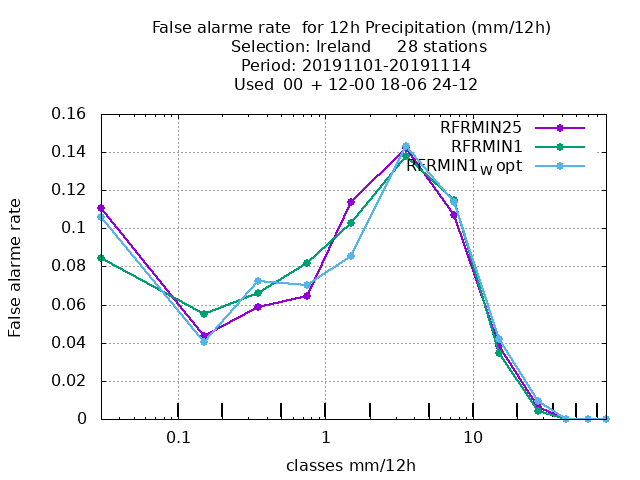 False alarme rate  for 12h Precipitation (mm/12h)
Selection: Ireland     28 stations
Period: 20191101-20191114
Used  00  + 12-00 18-06 24-12
RFRMIN25
RFRMIN1
RFRMIN1W opt
0.16
0.14
0.12
0.1
0.08
0.06
0.04
0.02
0
False alarme rate
0.1 1 10
classes mm/12h